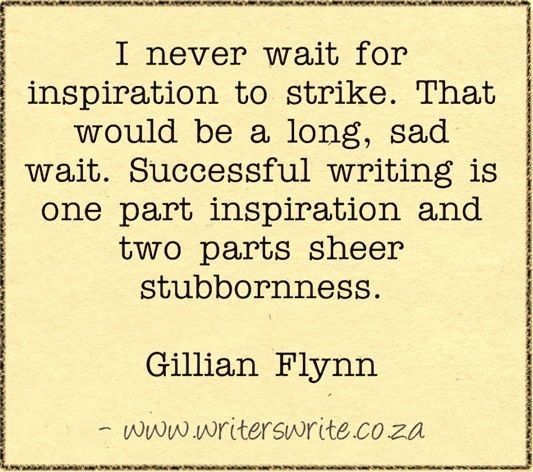 I never wait for
inspiration to strike. That
would be a long, sad
wait. Successful writing is
one part inspiration and
two parts sheer
stubbornness.
Gillian Flynn
- www.writerswrite.co.za